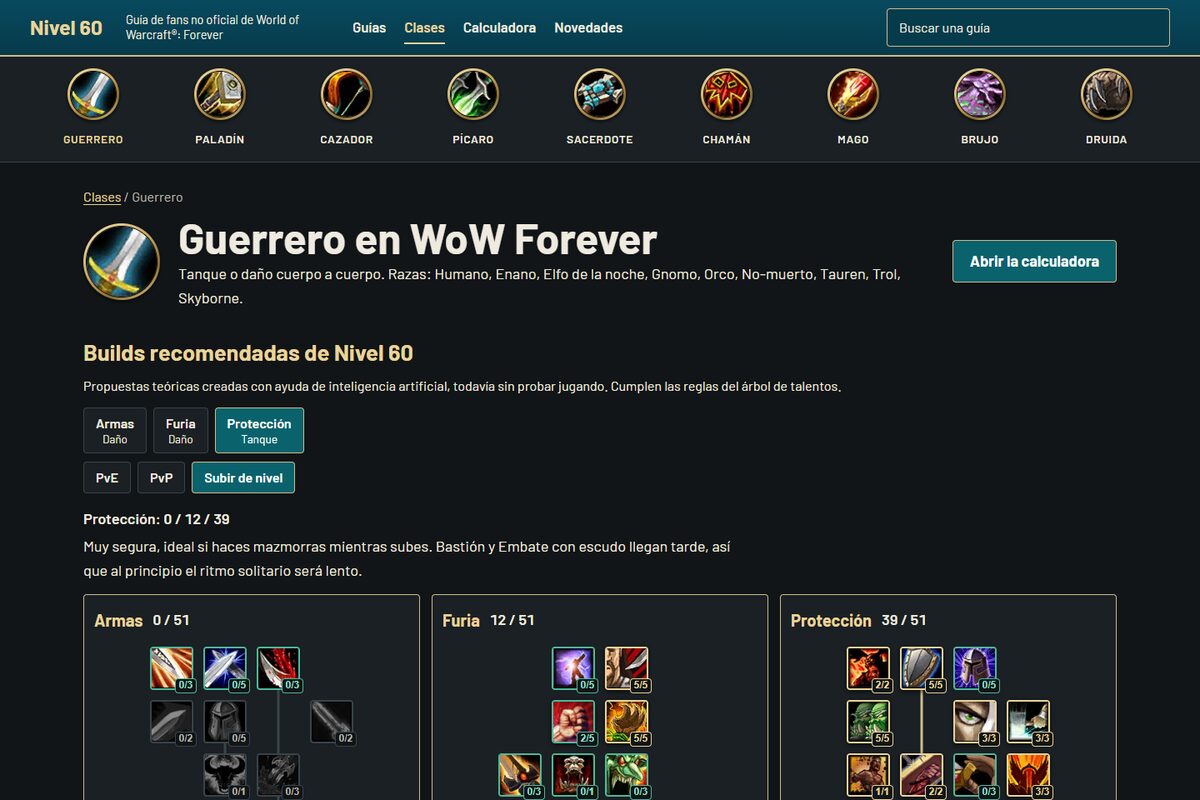 Nivel 60
Guía de fans no oficial de World of
Warcraft®: Forever
Guías
Clases
Calculadora
Novedades
Buscar una guía
GUERRERO
PALADÍN
CAZADOR
PÍCARO
SACERDOTE
CHAMÁN
MAGO
BRUJO
DRUIDA
Clases / Guerrero
Guerrero en WoW Forever
Tanque o daño cuerpo a cuerpo. Razas: Humano, Enano, Elfo de la noche, Gnomo, Orco, No-muerto, Tauren, Trol,
Skyborne.
Abrir la calculadora
Builds recomendadas de Nivel 60
Propuestas teóricas creadas con ayuda de inteligencia artificial, todavía sin probar jugando. Cumplen las reglas del árbol de talentos.
Armas
Daño
Furia
Daño
Protección
Tanque
PvE
PvP
Subir de nivel
Protección: 0 / 12 / 39
Muy segura, ideal si haces mazmorras mientras subes. Bastión y Embate con escudo llegan tarde, así
que al principio el ritmo solitario será lento.
Armas 0 / 51
0/3
0/5
0/3
0/2
0/5
0/2
0/1
0/3
Furia 12 / 51
0/5
5/5
2/5
5/5
0/3
0/1
0/3
Protección 39 / 51
2/2
5/5
0/5
5/5
3/3
3/3
1/1
2/2
0/3
3/3